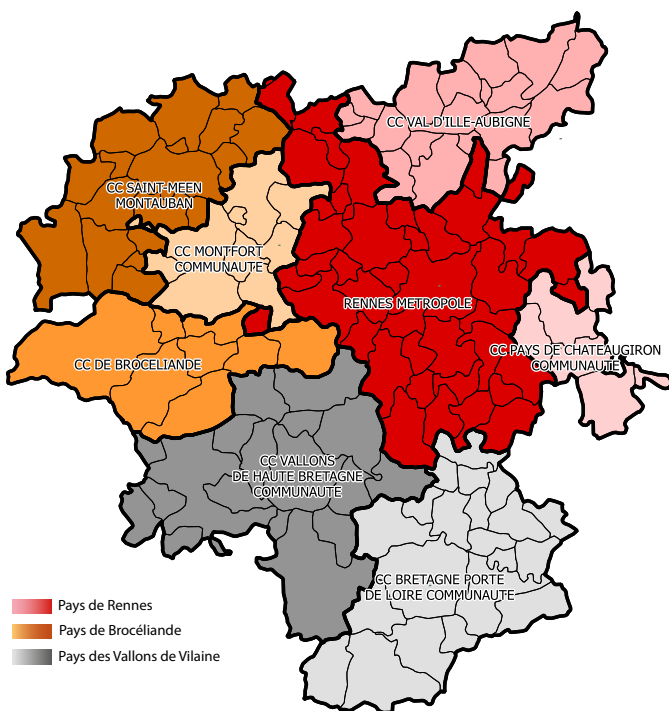 CC VAL-D'ILLE-AUBIGNE
CC SAINT-MEEN
MONTAUBAN
CC MONTFORT
COMMUNAUTE
RENNES METROPOLE
CC PAYS DE CHATEAUGIRON
COMMUNAUTE
CC DE BROCELIANDE
CC VALLONS
DE HAUTE BRETAGNE
COMMUNAUTE
CC BRETAGNE PORTE
DE LOIRE COMMUNAUTE
Pays de Rennes
Pays de Brocéliande
Pays des Vallons de Vilaine